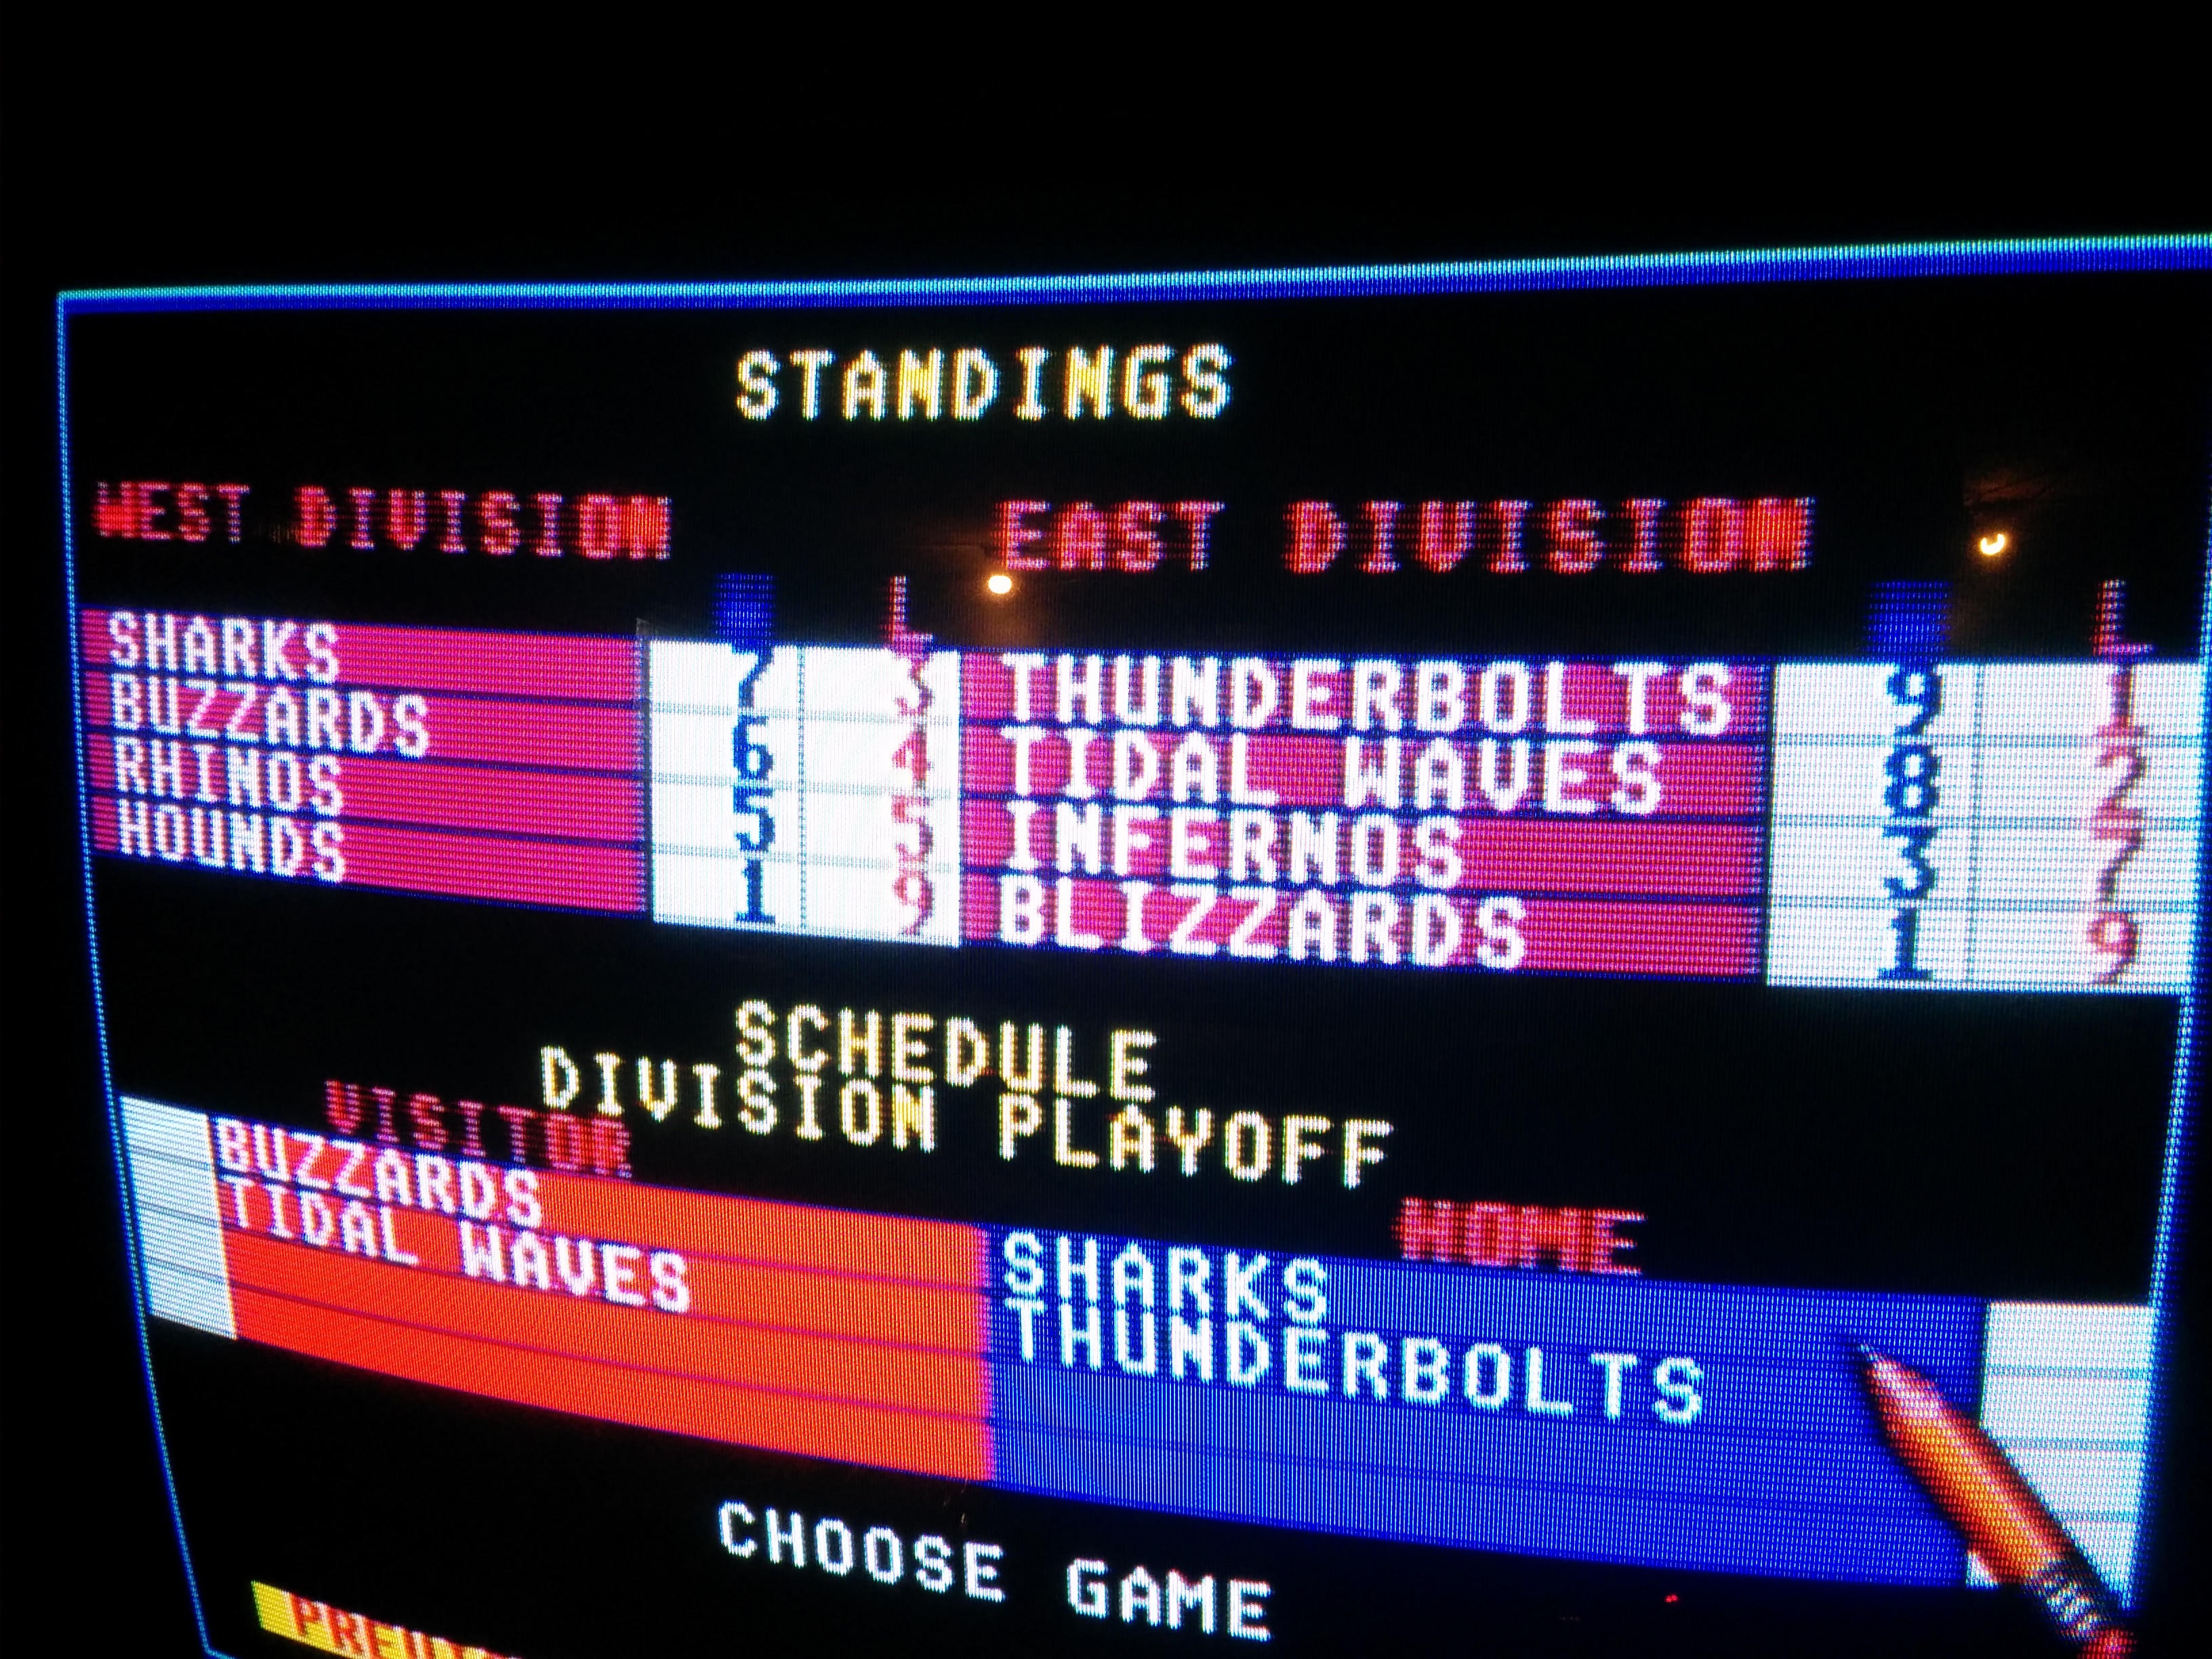 STANDINGS
WEST DIVISION EAST DIVISION
W L W L
SHARKS 7 3 THUNDERBOLTS 9 1
BUZZARDS 6 4 TIDAL WAVES 8 2
RHINOS 5 5 INFERNOS 3 7
HOUNDS 1 9 BLIZZARDS 1 9
SCHEDULE
DIVISION PLAYOFF
VISITOR HOME
BUZZARDS SHARKS
TIDAL WAVES THUNDERBOLTS
CHOOSE GAME